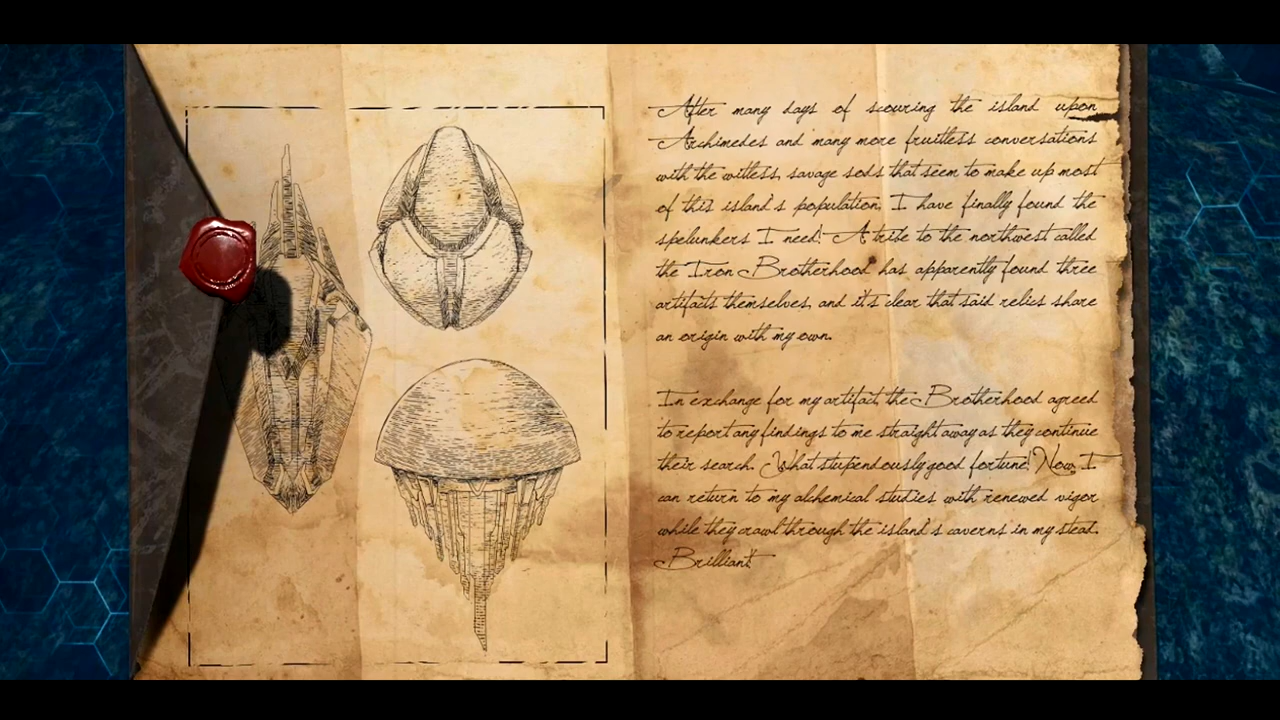 After many days of scouring the island upon
Archimedes and many more fruitless conversations
with the witless, savage sods that seem to make up most
of this island's population, I have finally found the
spelunkers I need! A tribe to the northwest called
the Iron Brotherhood has apparently found three
artifacts themselves, and it's clear that said relics share
an origin with my own.
In exchange for my artifact, the Brotherhood agreed
to report any findings to me straight away as they continue
their search. What stupendously good fortune! Now I
can return to my alchemical studies with renewed vigor
while they crawl through the island's caverns in my stead.
Brilliant!